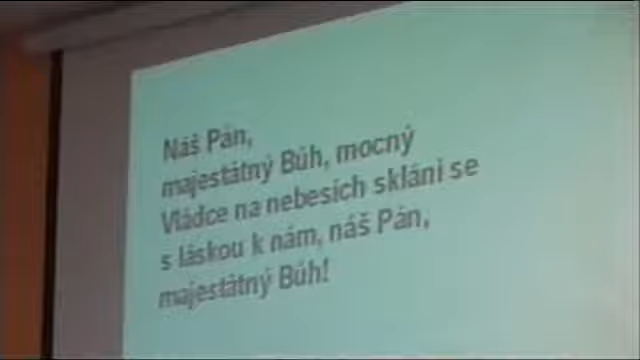 Náš Pán,
majestátný Bůh, mocný
Vládce na nebesích sklání se
s láskou k nám, náš Pán,
majestátný Bůh!